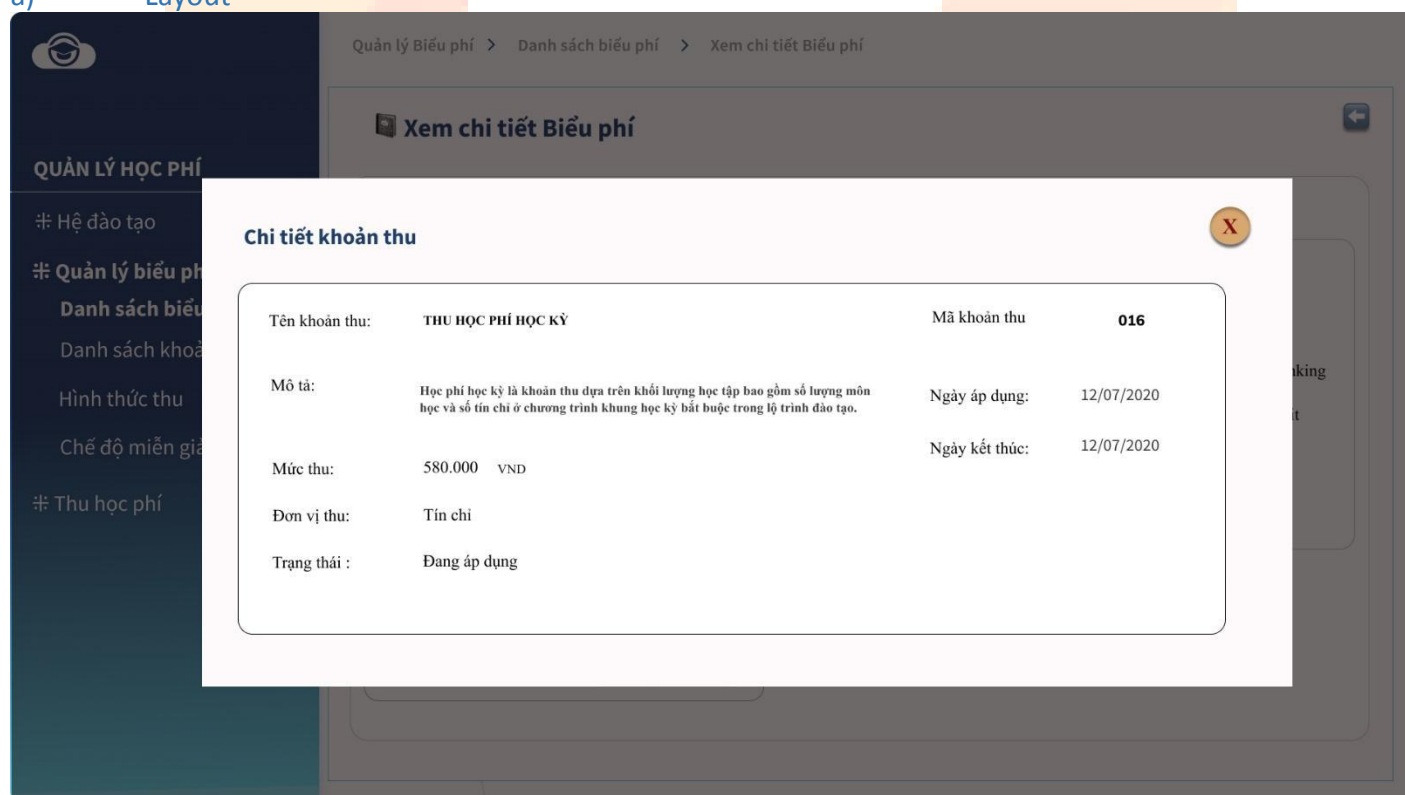 a) Layout
Quản lý Biểu phí > Danh sách biểu phí > Xem chi tiết Biểu phí
Xem chi tiết Biểu phí
QUẢN LÝ HỌC PHÍ
Hệ đào tạo
Quản lý biểu ph
Danh sách biểu
Danh sách khoả
Hình thức thu
Chế độ miễn giả
Thu học phí
Chi tiết khoản thu
X
Tên khoản thu: THU HỌC PHÍ HỌC KỲ
Mã khoản thu 016
Mô tả: Học phí học kỳ là khoản thu dựa trên khối lượng học tập bao gồm số lượng môn
học và số tín chỉ ở chương trình khung học kỳ bắt buộc trong lộ trình đào tạo.
Ngày áp dụng: 12/07/2020
Ngày kết thúc: 12/07/2020
Mức thu: 580.000 VND
Đơn vị thu: Tín chỉ
Trạng thái : Đang áp dụng